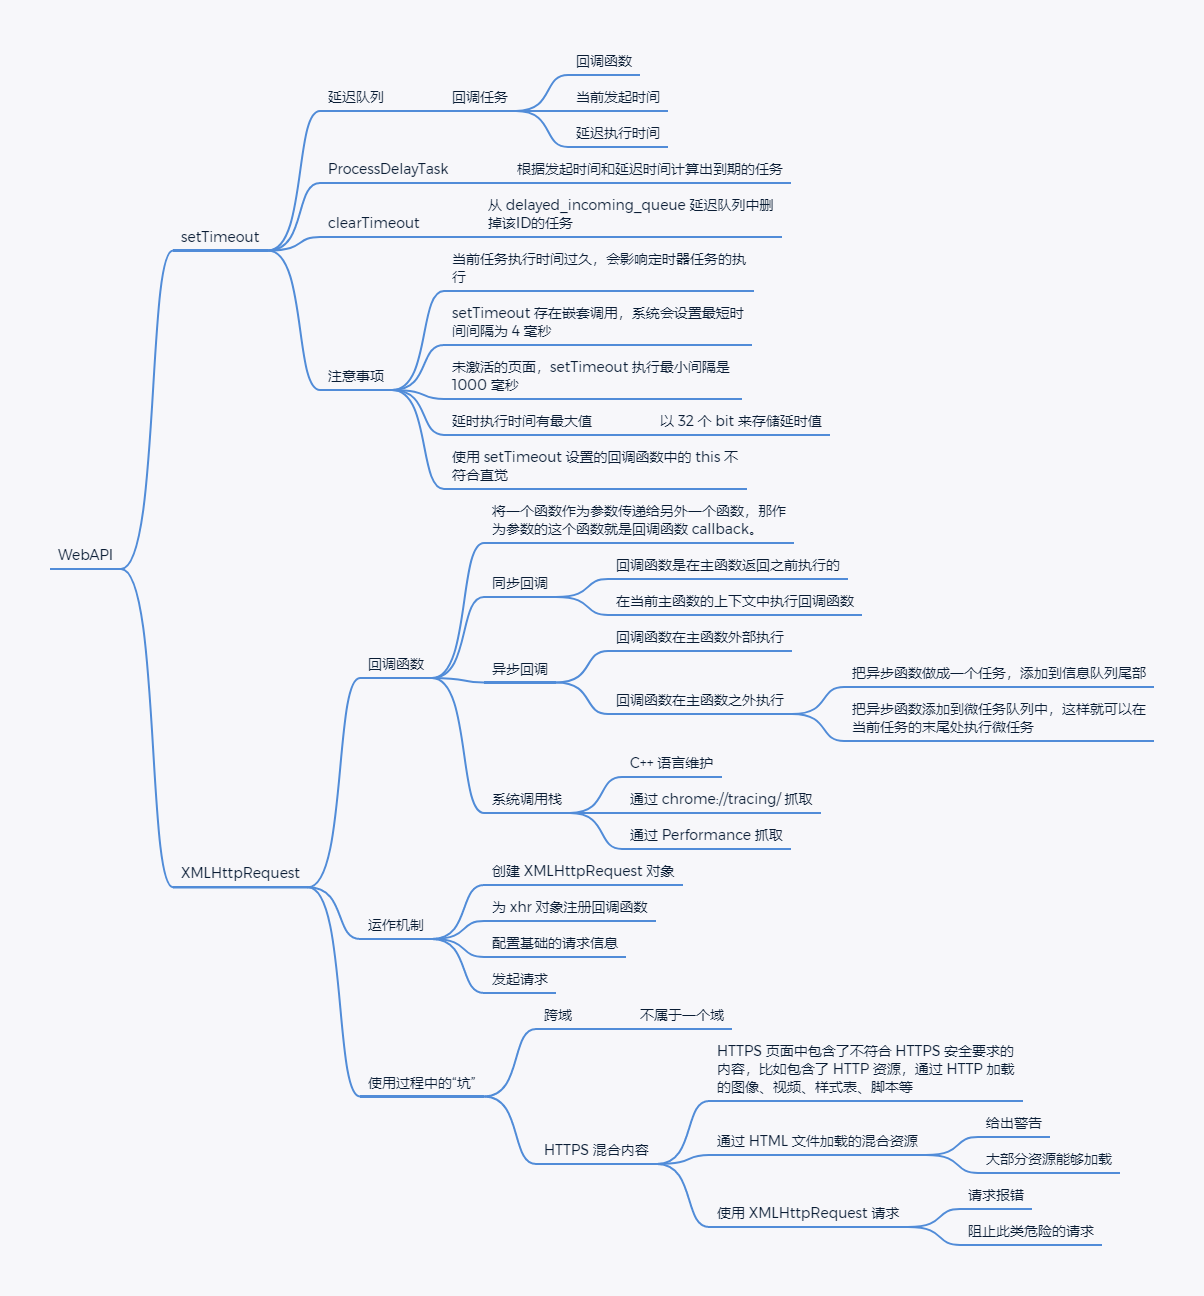 回调函数
延迟队列
回调任务
当前发起时间
延迟执行时间
ProcessDelayTask
根据发起时间和延迟时间计算出到期的任务
从 delayed_incoming_queue 延迟队列中删
掉该ID的任务
clearTimeout
setTimeout
当前任务执行时间过久，会影响定时器任务的执
行
setTimeout 存在嵌套调用，系统会设置最短时
间间隔为 4 毫秒
注意事项
未激活的页面，setTimeout 执行最小间隔是
1000 毫秒
延时执行时间有最大值
以 32 个 bit 来存储延时值
使用 setTimeout 设置的回调函数中的 this 不
符合直觉
WebAPI
将一个函数作为参数传递给另外一个函数，那作
为参数的这个函数就是回调函数 callback。
同步回调
回调函数是在主函数返回之前执行的
在当前主函数的上下文中执行回调函数
回调函数
异步回调
回调函数在主函数外部执行
回调函数在主函数之外执行
把异步函数做成一个任务，添加到信息队列尾部
把异步函数添加到微任务队列中，这样就可以在
当前任务的末尾处执行微任务
系统调用栈
C++ 语言维护
通过 chrome://tracing/ 抓取
通过 Performance 抓取
XMLHttpRequest
创建 XMLHttpRequest 对象
为 xhr 对象注册回调函数
运作机制
配置基础的请求信息
发起请求
跨域
不属于一个域
使用过程中的“坑”
HTTPS 页面中包含了不符合 HTTPS 安全要求的
内容，比如包含了 HTTP 资源，通过 HTTP 加载
的图像、视频、样式表、脚本等
HTTPS 混合内容
通过 HTML 文件加载的混合资源
给出警告
大部分资源能够加载
使用 XMLHttpRequest 请求
请求报错
阻止此类危险的请求